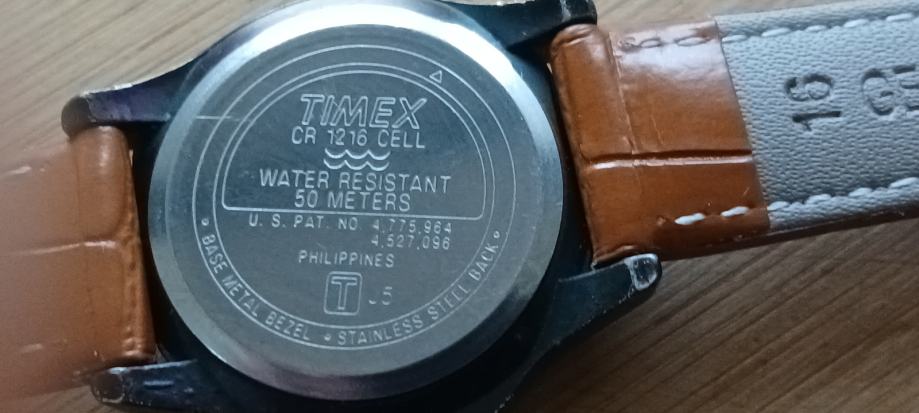 TIMEX
CR 1216 CELL
WATER RESISTANT
50 METERS
U. S. PAT. NO. 4,775,964
4,527,096
PHILIPPINES
T J5
BASE METAL BEZEL • STAINLESS STEEL BACK
16